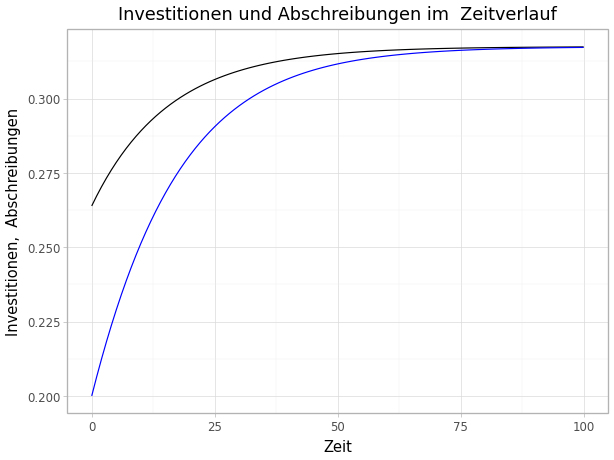 Investitionen und Abschreibungen im  Zeitverlauf
Investitionen,  Abschreibungen
0.300
0.275
0.250
0.225
0.200
0 25 50 75 100
Zeit